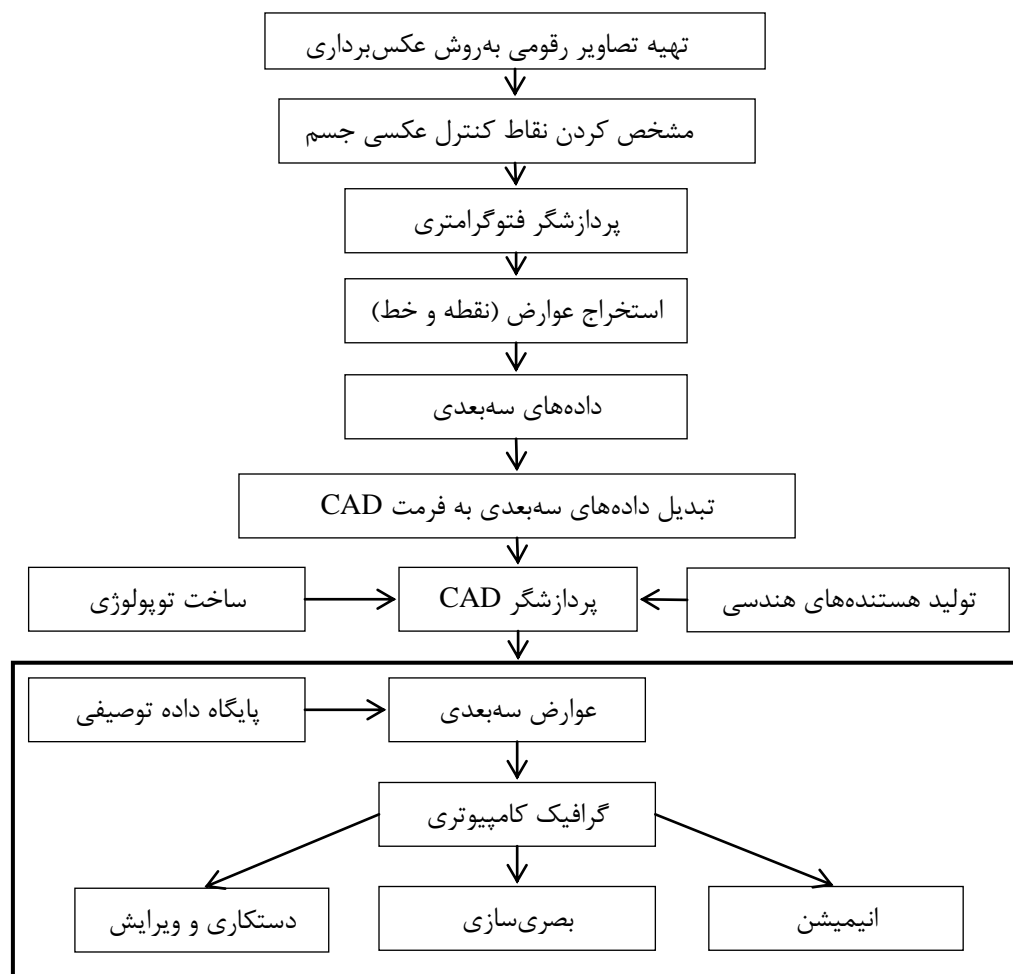 تهیه تصاویر رقومی به‌روش عکس‌برداری
مشخص کردن نقاط کنترل عکسی جسم
پردازشگر فتوگرامتری
استخراج عوارض (نقطه و خط)
داده‌های سه‌بعدی
تبدیل داده‌های سه‌بعدی به فرمت CAD
تولید هستنده‌های هندسی
پردازشگر CAD
ساخت توپولوژی
عوارض سه‌بعدی
پایگاه داده توصیفی
گرافیک کامپیوتری
انیمیشن
بصری‌سازی
دستکاری و ویرایش